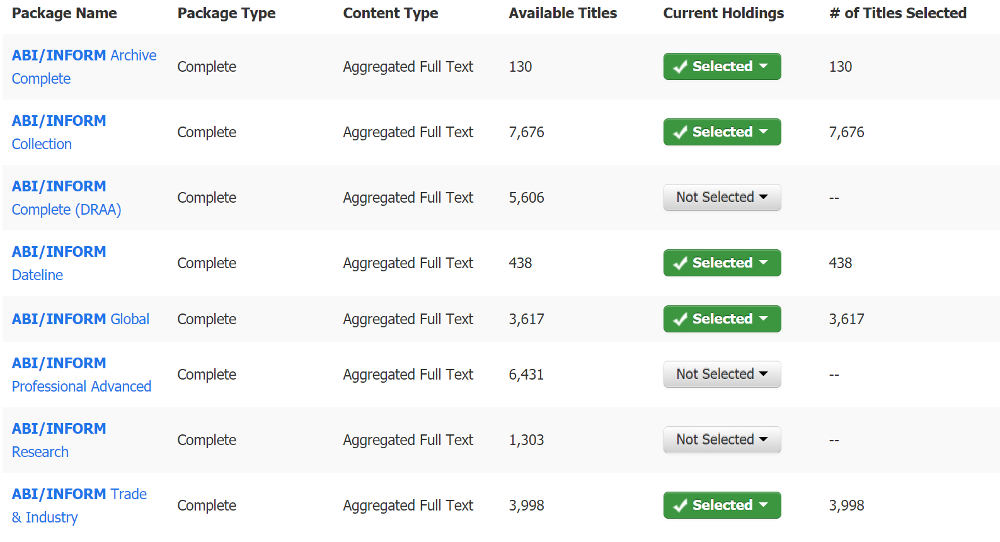 Package Name Package Type Content Type Available Titles Current Holdings # of Titles Selected
ABI/INFORM Archive
Complete
Complete Aggregated Full Text 130 Selected 130
ABI/INFORM
Collection
Complete Aggregated Full Text 7,676 Selected 7,676
ABI/INFORM
Complete (DRAA)
Complete Aggregated Full Text 5,606 Not Selected --
ABI/INFORM
Dateline
Complete Aggregated Full Text 438 Selected 438
ABI/INFORM Global Complete Aggregated Full Text 3,617 Selected 3,617
ABI/INFORM
Professional Advanced
Complete Aggregated Full Text 6,431 Not Selected --
ABI/INFORM
Research
Complete Aggregated Full Text 1,303 Not Selected --
ABI/INFORM Trade
& Industry
Complete Aggregated Full Text 3,998 Selected 3,998